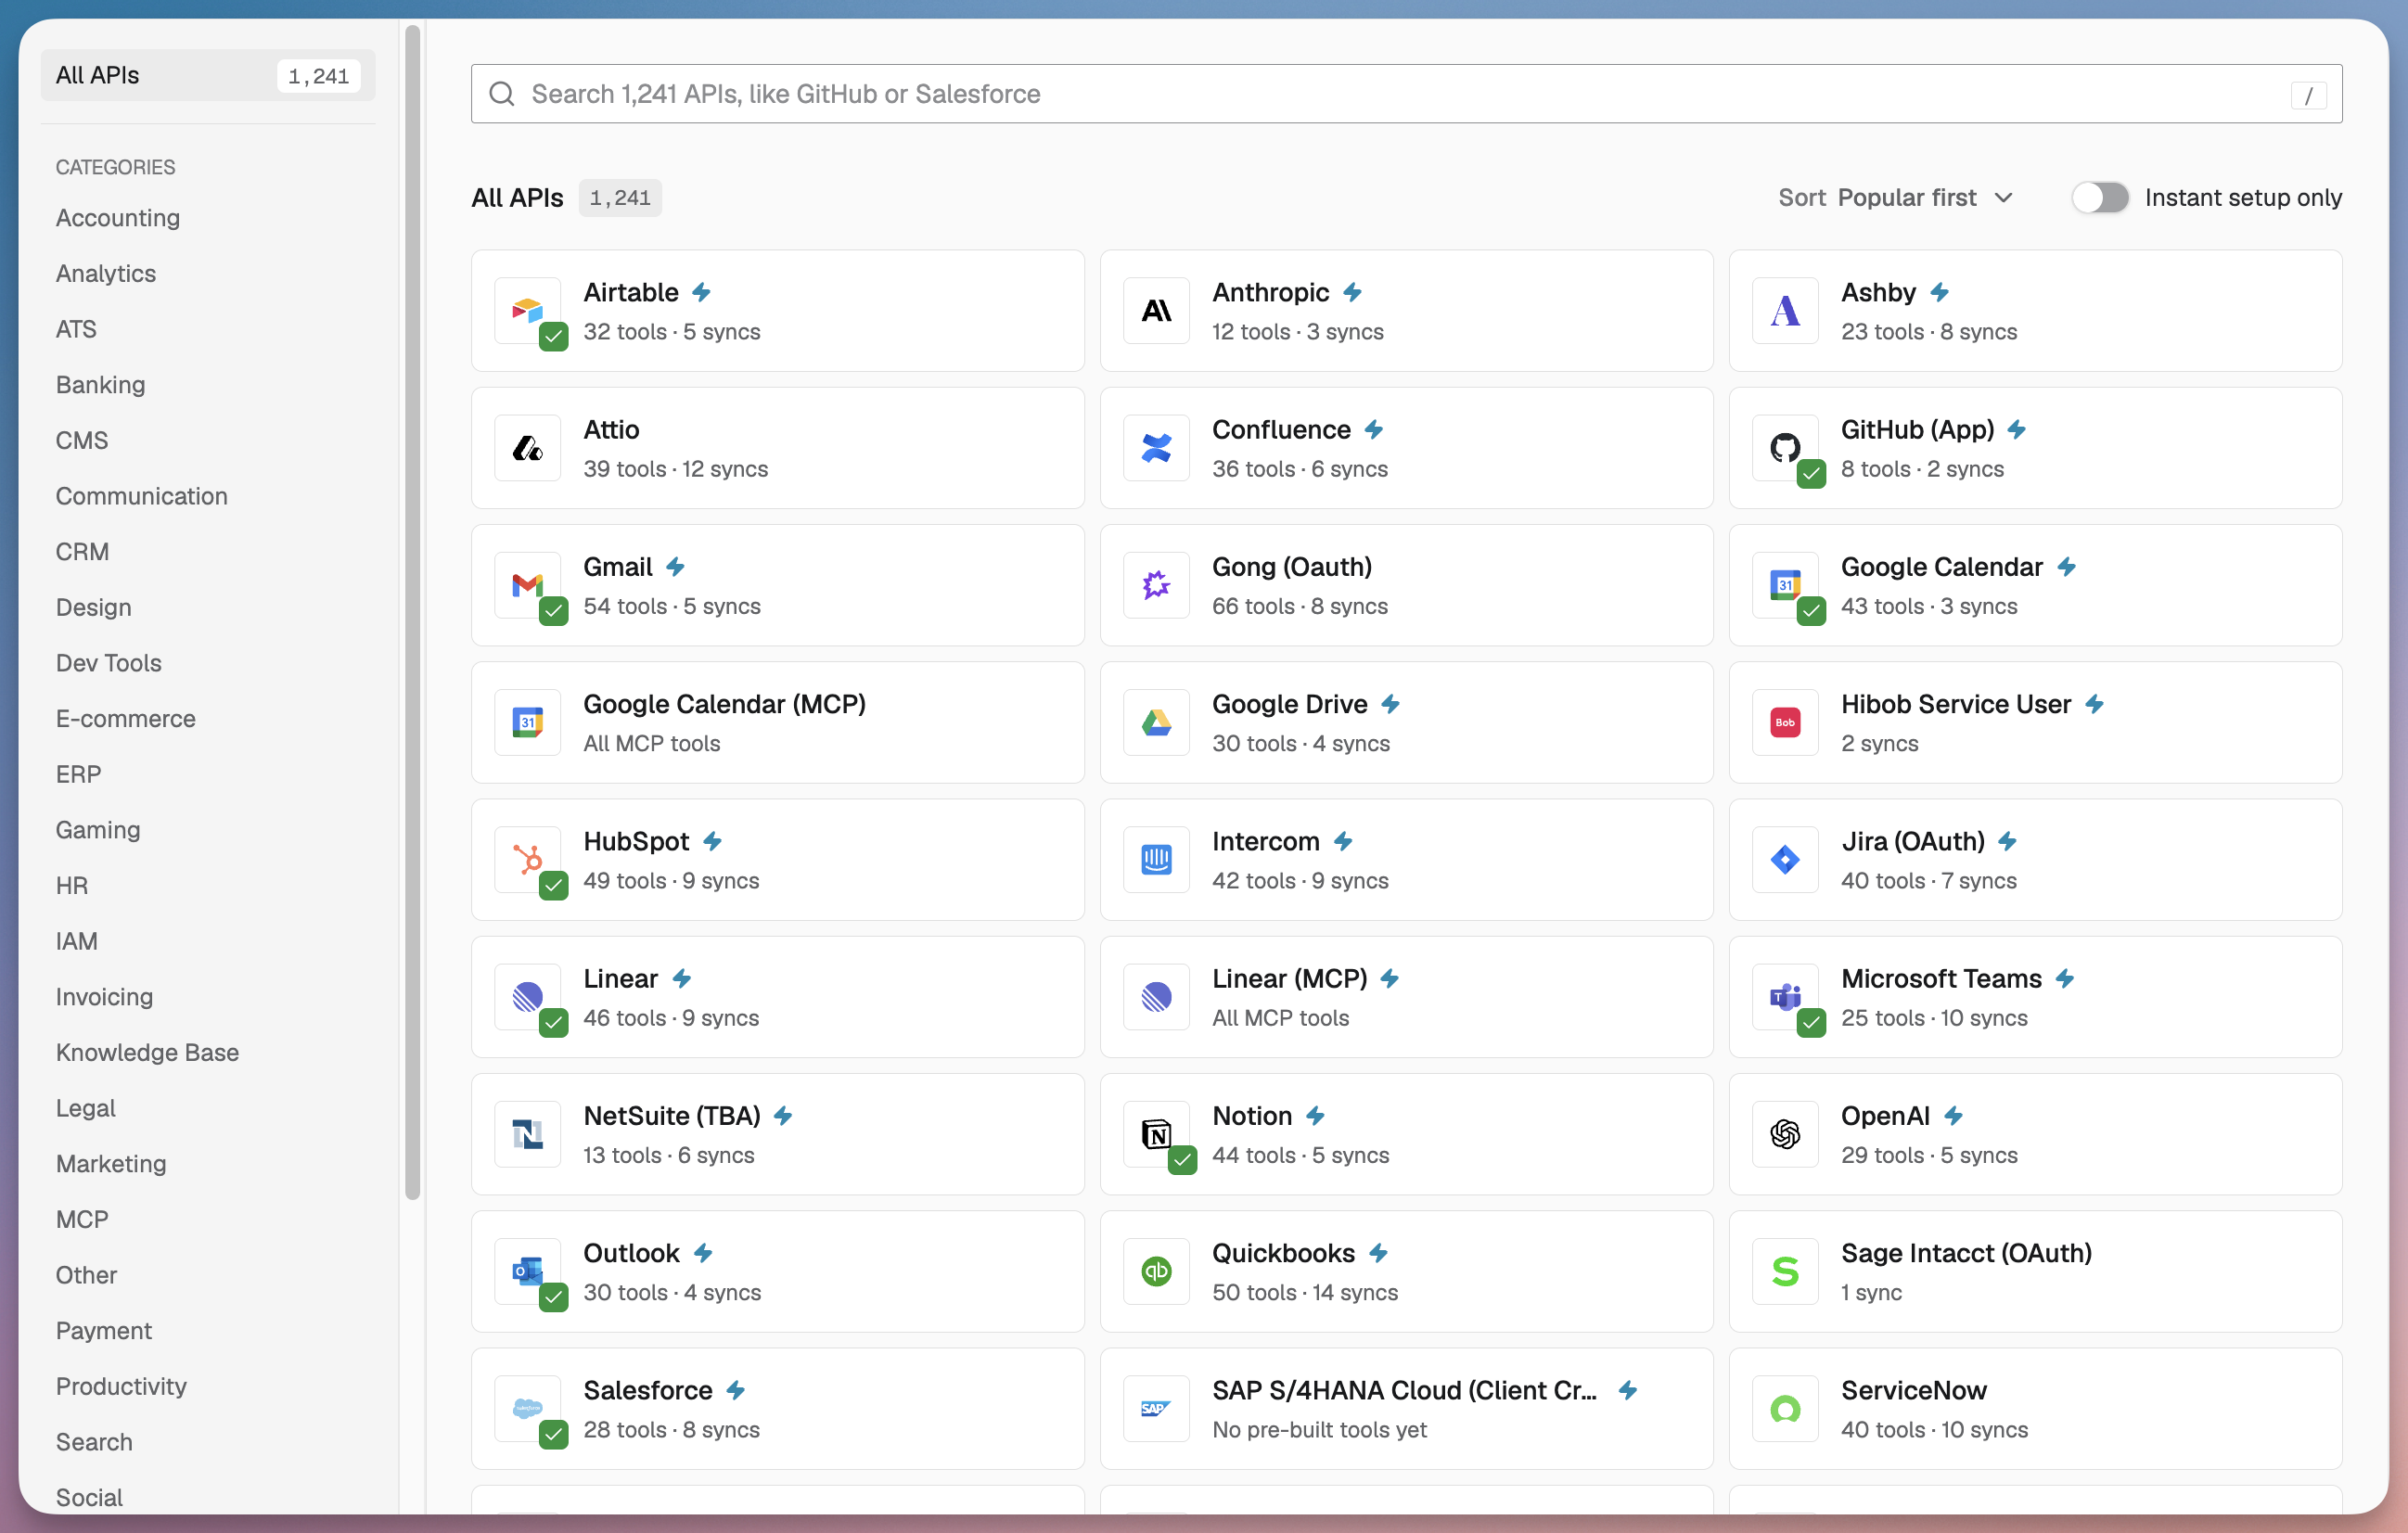 All APIs 1,241
CATEGORIES
Accounting
Analytics
ATS
Banking
CMS
Communication
CRM
Design
Dev Tools
E-commerce
ERP
Gaming
HR
IAM
Invoicing
Knowledge Base
Legal
Marketing
MCP
Other
Payment
Productivity
Search
Social
Search 1,241 APIs, like GitHub or Salesforce /
All APIs 1,241
Sort Popular first
Instant setup only
Airtable
32 tools · 5 syncs
Anthropic
12 tools · 3 syncs
Ashby
23 tools · 8 syncs
Attio
39 tools · 12 syncs
Confluence
36 tools · 6 syncs
GitHub (App)
8 tools · 2 syncs
Gmail
54 tools · 5 syncs
Gong (Oauth)
66 tools · 8 syncs
31
Google Calendar
43 tools · 3 syncs
31
Google Calendar (MCP)
All MCP tools
Google Drive
30 tools · 4 syncs
Bob
Hibob Service User
2 syncs
HubSpot
49 tools · 9 syncs
Intercom
42 tools · 9 syncs
Jira (OAuth)
40 tools · 7 syncs
Linear
46 tools · 9 syncs
Linear (MCP)
All MCP tools
Microsoft Teams
25 tools · 10 syncs
NetSuite (TBA)
13 tools · 6 syncs
Notion
44 tools · 5 syncs
OpenAI
29 tools · 5 syncs
Outlook
30 tools · 4 syncs
qb
Quickbooks
50 tools · 14 syncs
Sage Intacct (OAuth)
1 sync
Salesforce
28 tools · 8 syncs
SAP
SAP S/4HANA Cloud (Client Cr...
No pre-built tools yet
ServiceNow
40 tools · 10 syncs